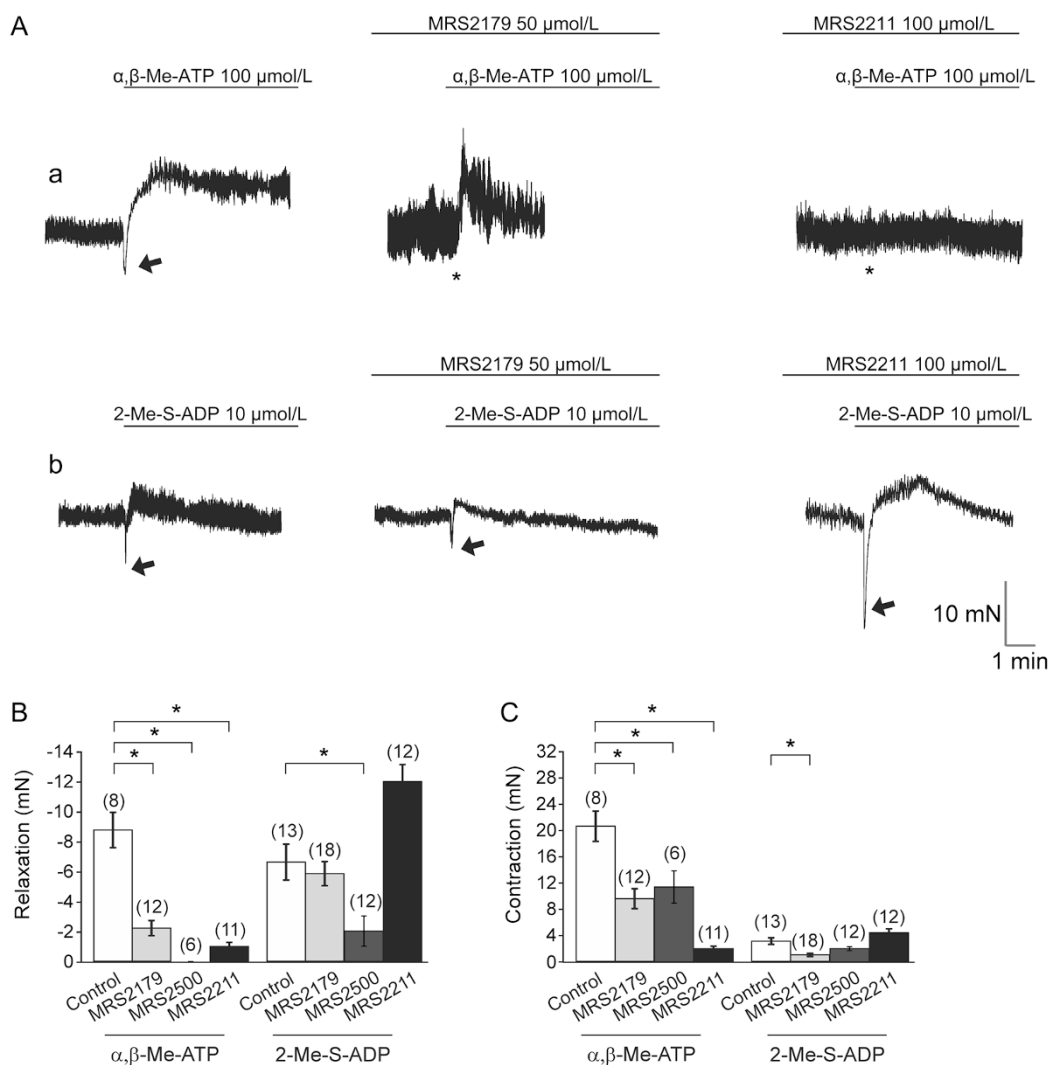 A
MRS2179 50 μmol/L
MRS2211 100 μmol/L
α,β-Me-ATP 100 μmol/L
α,β-Me-ATP 100 μmol/L
α,β-Me-ATP 100 μmol/L
a
*
*
MRS2179 50 μmol/L
MRS2211 100 μmol/L
2-Me-S-ADP 10 μmol/L
2-Me-S-ADP 10 μmol/L
2-Me-S-ADP 10 μmol/L
b
10 mN
1 min
B
Relaxation (mN)
-14
-12
-10
-8
-6
-4
-2
0
*
*
*
*
(8)
(12)
(6)
(11)
(13)
(18)
(12)
(12)
Control
MRS2179
MRS2500
MRS2211
Control
MRS2179
MRS2500
MRS2211
α,β-Me-ATP
2-Me-S-ADP
C
Contraction (mN)
32
28
24
20
16
12
8
4
0
*
*
*
*
(8)
(12)
(6)
(11)
(13)
(18)
(12)
(12)
Control
MRS2179
MRS2500
MRS2211
Control
MRS2179
MRS2500
MRS2211
α,β-Me-ATP
2-Me-S-ADP